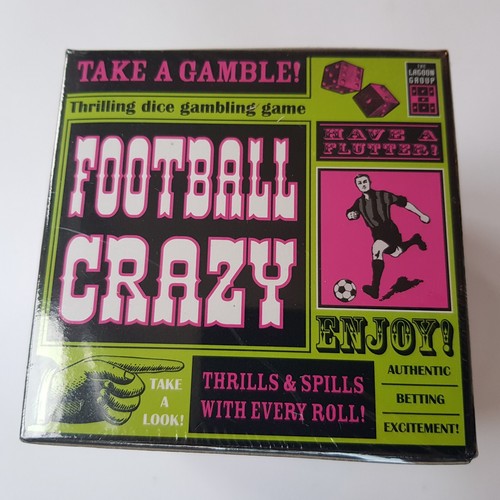 TAKE A GAMBLE!
Thrilling dice gambling game
THE
LAGOON
GROUP
HAVE A
FLUTTER!
FOOTBALL
CRAZY
ENJOY!
TAKE
A
LOOK!
THRILLS & SPILLS
WITH EVERY ROLL!
AUTHENTIC
BETTING
EXCITEMENT!